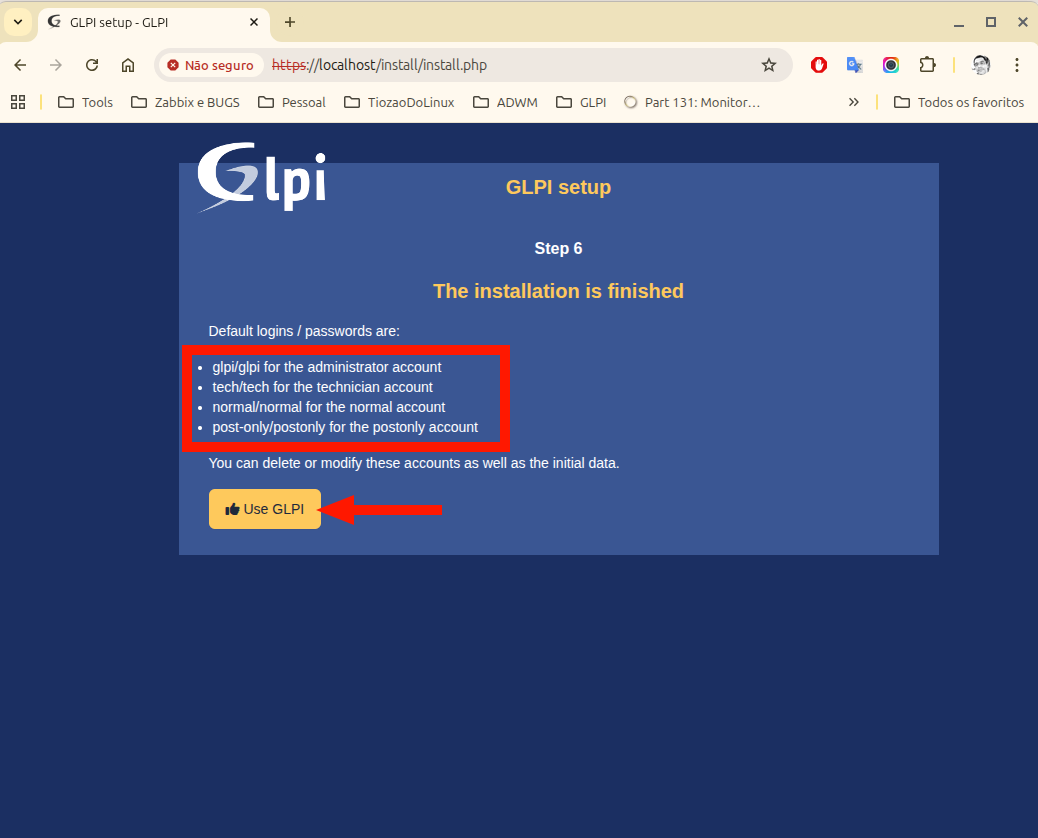 GLPI setup - GLPI
Não seguro https://localhost/install/install.php
Tools Zabbix e BUGS Pessoal TiozaoDoLinux ADWM GLPI Part 131: Monitor... Todos os favoritos
Glpi
GLPI setup
Step 6
The installation is finished
Default logins / passwords are:
glpi/glpi for the administrator account
tech/tech for the technician account
normal/normal for the normal account
post-only/postonly for the postonly account
You can delete or modify these accounts as well as the initial data.
Use GLPI